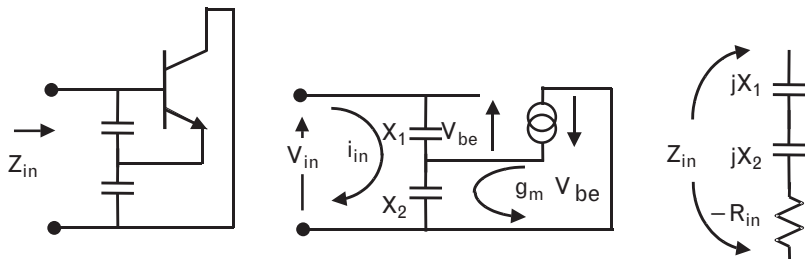 Z_in
V_in
i_in
X_1
X_2
V_be
g_m V_be
Z_in
jX_1
jX_2
−R_in